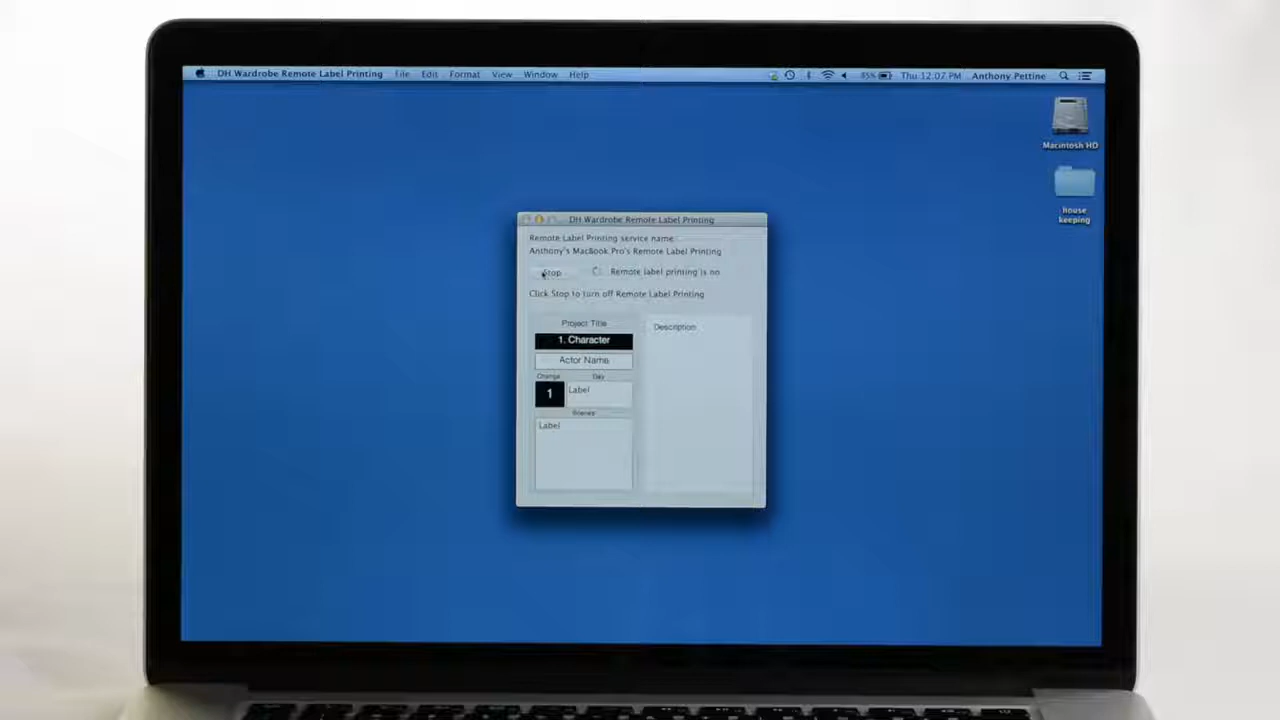 DH Wardrobe Remote Label Printing File Edit Format View Window Help
Thu 12:07 PM Anthony Pettine
Macintosh HD
house
keeping
DH Wardrobe Remote Label Printing
Remote Label Printing service name:
Anthony's MacBook Pro's Remote Label Printing
Stop Remote label printing is no
Click Stop to turn off Remote Label Printing
Project Title
Description
1. Character
Actor Name
Change Day
1 Label
Scenes
Label